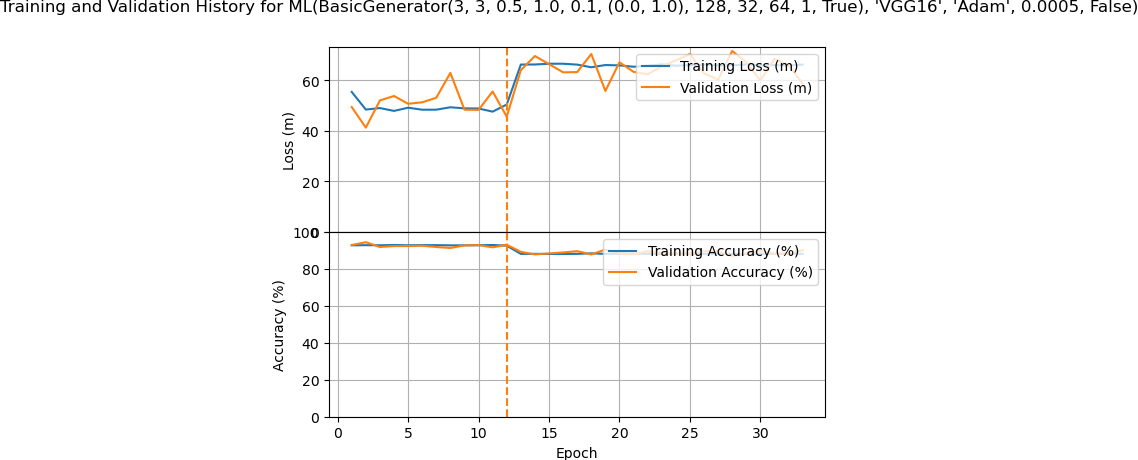 Training and Validation History for ML(BasicGenerator(3, 3, 0.5, 1.0, 0.1, (0.0, 1.0), 128, 32, 64, 1, True), 'VGG16', 'Adam', 0.0005, False)
Loss (m)
60
40
20
0
Training Loss (m)
Validation Loss (m)
Accuracy (%)
100
80
60
40
20
0
Training Accuracy (%)
Validation Accuracy (%)
0 5 10 15 20 25 30
Epoch